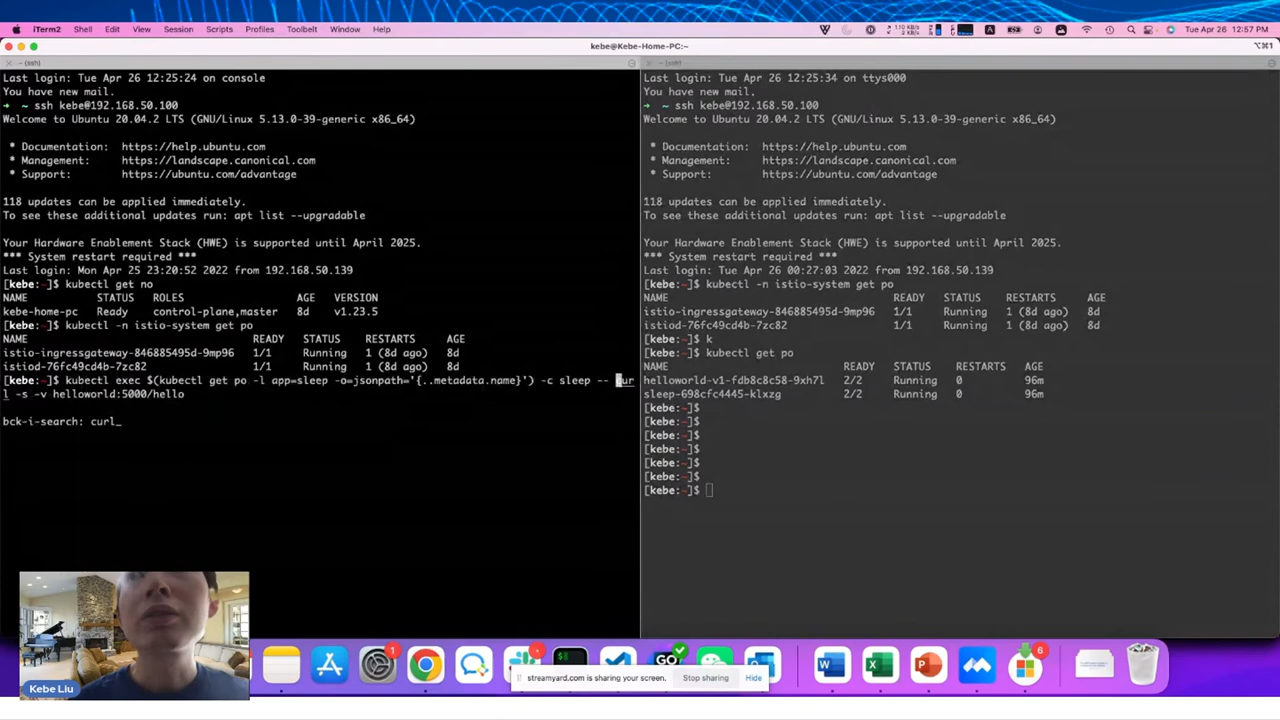 iTerm2 Shell Edit View Session Scripts Profiles Toolbelt Window Help
Tue Apr 26 12:57 PM
kebe@Kebe-Home-PC:~
⌥⌘1
~ (ssh)
Last login: Tue Apr 26 12:25:24 on console
You have new mail.
➜ ~ ssh kebe@192.168.50.100
Welcome to Ubuntu 20.04.2 LTS (GNU/Linux 5.13.0-39-generic x86_64)
* Documentation: https://help.ubuntu.com
* Management: https://landscape.canonical.com
* Support: https://ubuntu.com/advantage
118 updates can be applied immediately.
To see these additional updates run: apt list --upgradable
Your Hardware Enablement Stack (HWE) is supported until April 2025.
*** System restart required ***
Last login: Mon Apr 25 23:20:52 2022 from 192.168.50.139
[kebe:~]$ kubectl get no
NAME STATUS ROLES AGE VERSION
kebe-home-pc Ready control-plane,master 8d v1.23.5
[kebe:~]$ kubectl -n istio-system get po
NAME READY STATUS RESTARTS AGE
istio-ingressgateway-846885495d-9mp96 1/1 Running 1 (8d ago) 8d
istiod-76fc49cd4b-7zc82 1/1 Running 1 (8d ago) 8d
[kebe:~]$ kubectl exec $(kubectl get po -l app=sleep -o=jsonpath='{..metadata.name}') -c sleep -- cur
l -s -v helloworld:5000/hello
bck-i-search: curl_
~ (ssh)
Last login: Tue Apr 26 12:25:34 on ttys000
You have new mail.
➜ ~ ssh kebe@192.168.50.100
Welcome to Ubuntu 20.04.2 LTS (GNU/Linux 5.13.0-39-generic x86_64)
* Documentation: https://help.ubuntu.com
* Management: https://landscape.canonical.com
* Support: https://ubuntu.com/advantage
118 updates can be applied immediately.
To see these additional updates run: apt list --upgradable
Your Hardware Enablement Stack (HWE) is supported until April 2025.
*** System restart required ***
Last login: Tue Apr 26 00:27:03 2022 from 192.168.50.139
[kebe:~]$ kubectl -n istio-system get po
NAME READY STATUS RESTARTS AGE
istio-ingressgateway-846885495d-9mp96 1/1 Running 1 (8d ago) 8d
istiod-76fc49cd4b-7zc82 1/1 Running 1 (8d ago) 8d
[kebe:~]$ k
[kebe:~]$ kubectl get po
NAME READY STATUS RESTARTS AGE
helloworld-v1-fdb8c8c58-9xh7l 2/2 Running 0 96m
sleep-698cfc4445-klxzg 2/2 Running 0 96m
[kebe:~]$
[kebe:~]$
[kebe:~]$
[kebe:~]$
[kebe:~]$
[kebe:~]$
[kebe:~]$
Kebe Liu
1
GO
6
streamyard.com is sharing your screen. Stop sharing Hide